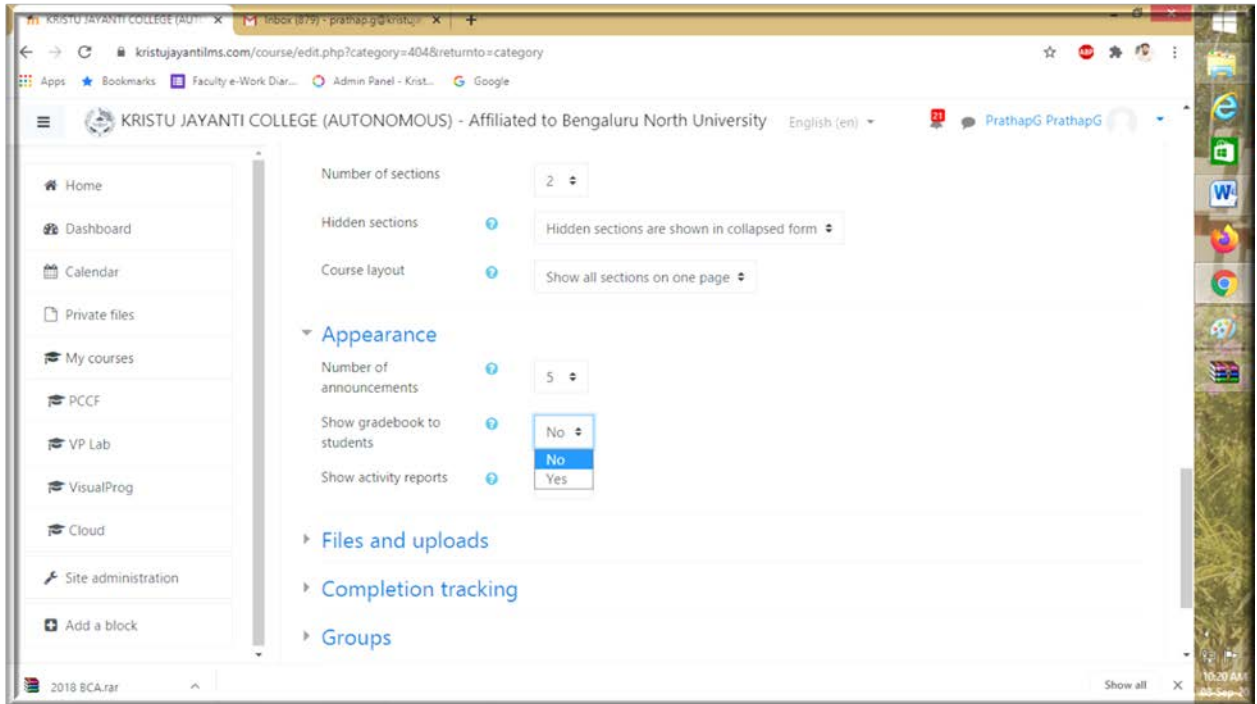 KRISTU JAYANTI COLLEGE (AUT
Inbox (879) - prathap.g@kristuja
kristujayantilms.com/course/edit.php?category=404&returnto=category
Apps Bookmarks Faculty e-Work Diar... Admin Panel - Krist... Google
KRISTU JAYANTI COLLEGE (AUTONOMOUS) - Affiliated to Bengaluru North University English (en) 21 PrathapG PrathapG
Home
Dashboard
Calendar
Private files
My courses
PCCF
VP Lab
VisualProg
Cloud
Site administration
Add a block
Number of sections 2
Hidden sections Hidden sections are shown in collapsed form
Course layout Show all sections on one page
Appearance
Number of
announcements 5
Show gradebook to
students No
No
Yes
Show activity reports
Files and uploads
Completion tracking
Groups
2018 BCA.rar Show all
ABP
10:20 AM
08-Sep-20